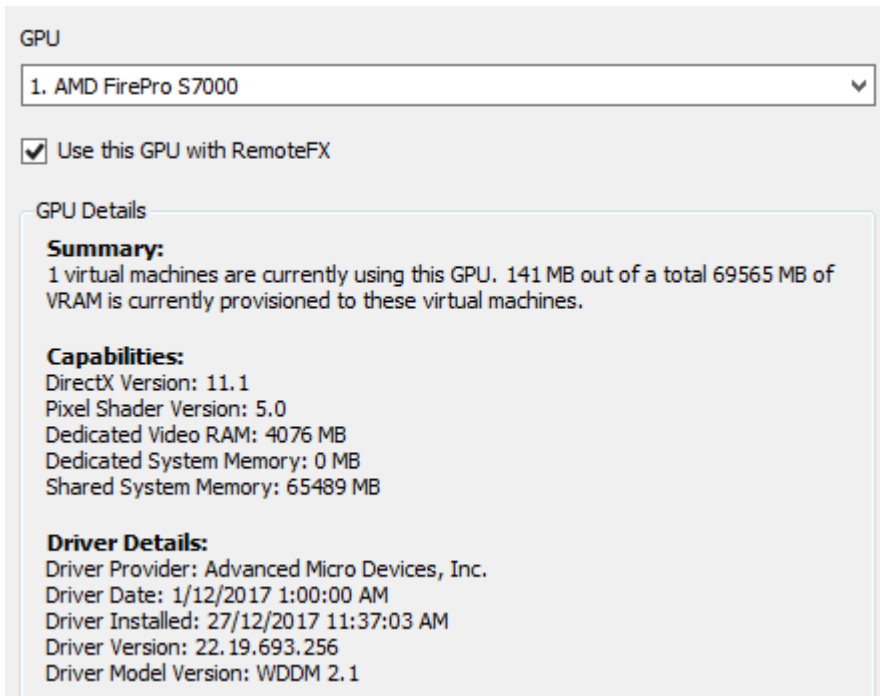 GPU
1. AMD FirePro S7000
Use this GPU with RemoteFX
GPU Details
Summary:
1 virtual machines are currently using this GPU. 141 MB out of a total 69565 MB of
VRAM is currently provisioned to these virtual machines.
Capabilities:
DirectX Version: 11.1
Pixel Shader Version: 5.0
Dedicated Video RAM: 4076 MB
Dedicated System Memory: 0 MB
Shared System Memory: 65489 MB
Driver Details:
Driver Provider: Advanced Micro Devices, Inc.
Driver Date: 1/12/2017 1:00:00 AM
Driver Installed: 27/12/2017 11:37:03 AM
Driver Version: 22.19.693.256
Driver Model Version: WDDM 2.1